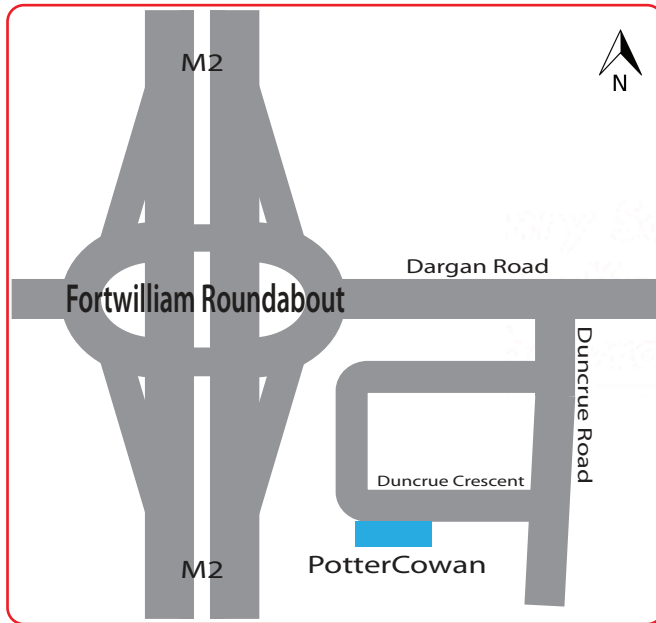 M2
N
Dargan Road
Fortwilliam Roundabout
Duncrue Road
Duncrue Crescent
PotterCowan
M2